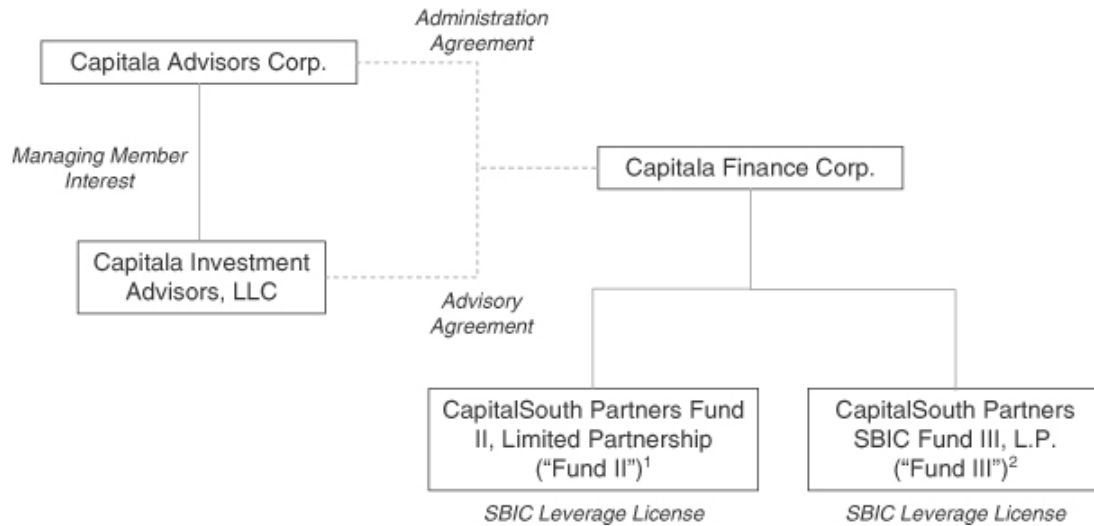 Administration
Agreement
Capitala Advisors Corp.
Managing Member
Interest
Capitala Finance Corp.
Capitala Investment
Advisors, LLC
Advisory
Agreement
CapitalSouth Partners Fund
II, Limited Partnership
(“Fund II”)¹
SBIC Leverage License
CapitalSouth Partners
SBIC Fund III, L.P.
(“Fund III”)²
SBIC Leverage License